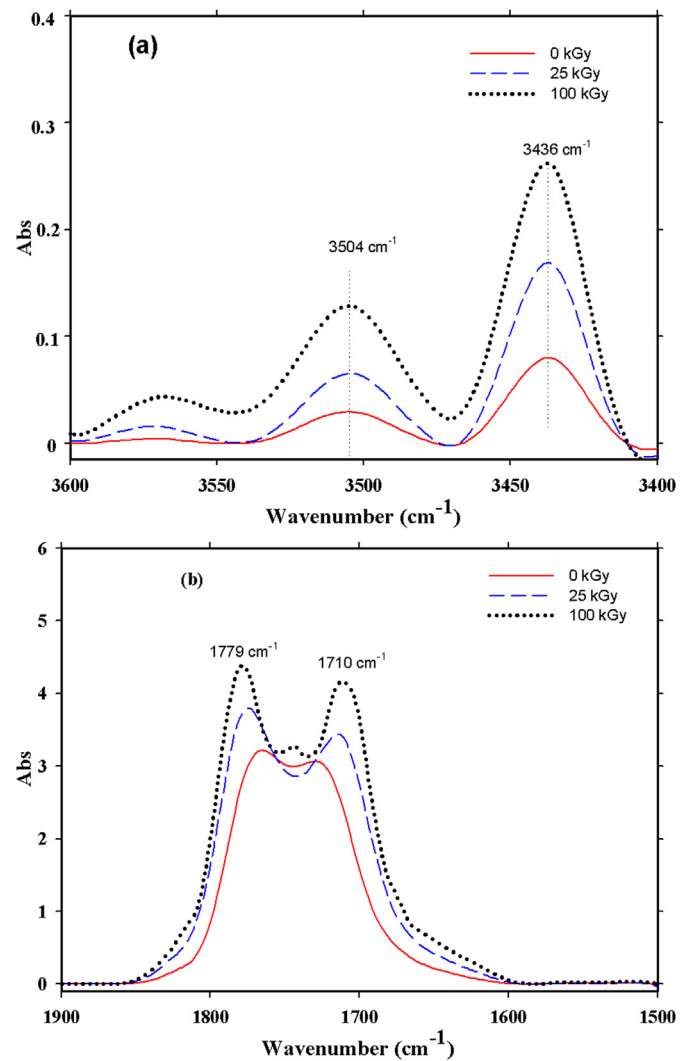 0.4
(a)
0 kGy
25 kGy
100 kGy
0.3
3436 cm⁻¹
0.2
3504 cm⁻¹
Abs
0.1
0
3600 3550 3500 3450 3400
Wavenumber (cm⁻¹)
6
(b)
0 kGy
25 kGy
100 kGy
5
1779 cm⁻¹ 1710 cm⁻¹
4
3
Abs
2
1
0
1900 1800 1700 1600 1500
Wavenumber (cm⁻¹)